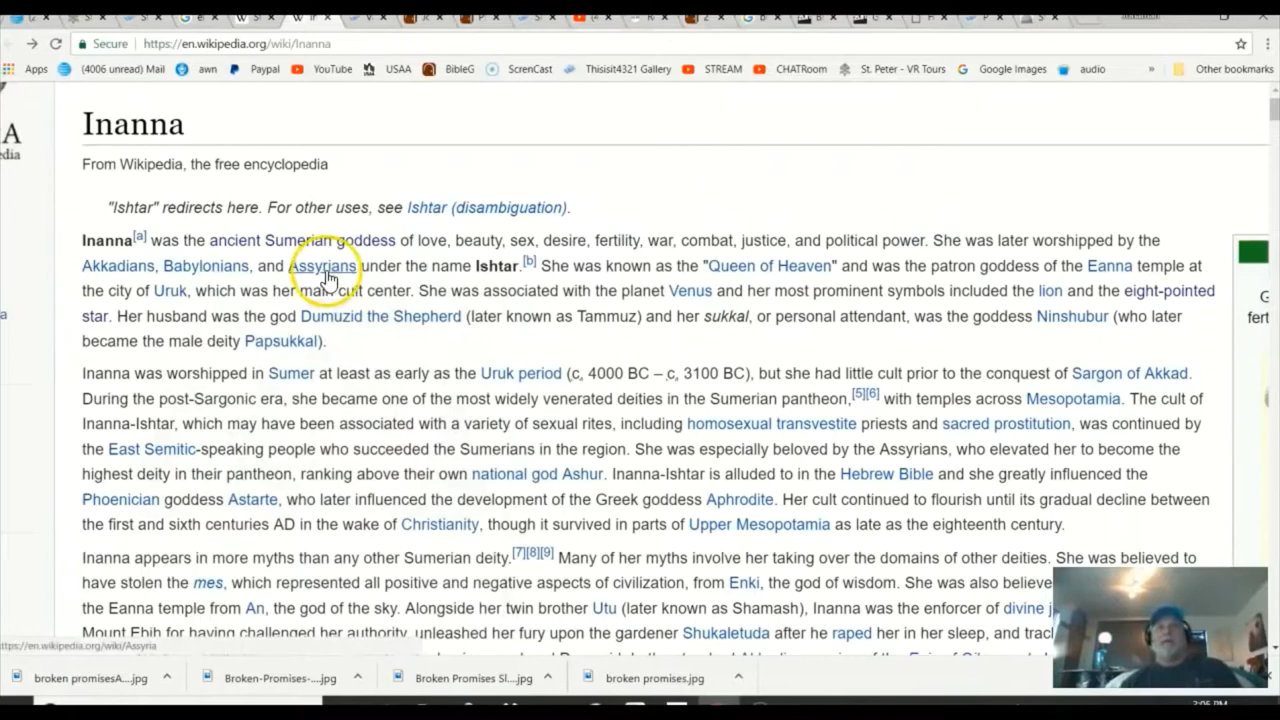 Secure https://en.wikipedia.org/wiki/Inanna
Apps (4006 unread) Mail awn Paypal YouTube USAA BibleG ScrenCast Thisisit4321 Gallery STREAM CHATRoom St. Peter - VR Tours Google Images audio » Other bookmarks
A
edia
Inanna
From Wikipedia, the free encyclopedia
"Ishtar" redirects here. For other uses, see Ishtar (disambiguation).
Inanna[a] was the ancient Sumerian goddess of love, beauty, sex, desire, fertility, war, combat, justice, and political power. She was later worshipped by the
Akkadians, Babylonians, and Assyrians under the name Ishtar.[b] She was known as the "Queen of Heaven" and was the patron goddess of the Eanna temple at
the city of Uruk, which was her main cult center. She was associated with the planet Venus and her most prominent symbols included the lion and the eight-pointed
star. Her husband was the god Dumuzid the Shepherd (later known as Tammuz) and her sukkal, or personal attendant, was the goddess Ninshubur (who later
became the male deity Papsukkal).
Inanna was worshipped in Sumer at least as early as the Uruk period (c. 4000 BC – c. 3100 BC), but she had little cult prior to the conquest of Sargon of Akkad.
During the post-Sargonic era, she became one of the most widely venerated deities in the Sumerian pantheon,[5][6] with temples across Mesopotamia. The cult of
Inanna-Ishtar, which may have been associated with a variety of sexual rites, including homosexual transvestite priests and sacred prostitution, was continued by
the East Semitic-speaking people who succeeded the Sumerians in the region. She was especially beloved by the Assyrians, who elevated her to become the
highest deity in their pantheon, ranking above their own national god Ashur. Inanna-Ishtar is alluded to in the Hebrew Bible and she greatly influenced the
Phoenician goddess Astarte, who later influenced the development of the Greek goddess Aphrodite. Her cult continued to flourish until its gradual decline between
the first and sixth centuries AD in the wake of Christianity, though it survived in parts of Upper Mesopotamia as late as the eighteenth century.
Inanna appears in more myths than any other Sumerian deity.[7][8][9] Many of her myths involve her taking over the domains of other deities. She was believed to
have stolen the mes, which represented all positive and negative aspects of civilization, from Enki, the god of wisdom. She was also believe
the Eanna temple from An, the god of the sky. Alongside her twin brother Utu (later known as Shamash), Inanna was the enforcer of divine j
Mount Ebih for having challenged her authority, unleashed her fury upon the gardener Shukaletuda after he raped her in her sleep, and trac
G
fert
https://en.wikipedia.org/wiki/Assyria
broken promisesA....jpg Broken-Promises-....jpg Broken Promises Sl....jpg broken promises.jpg